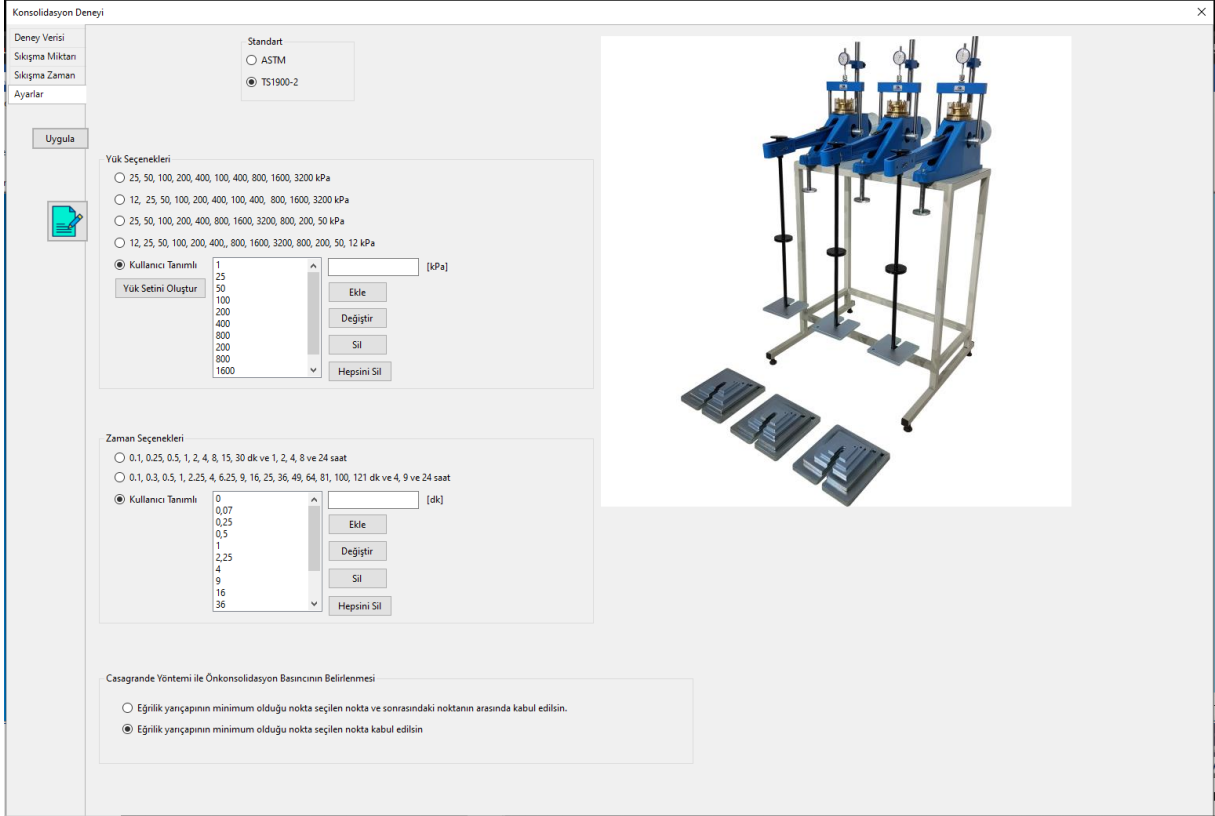 Konsolidasyon Deneyi
Deney Verisi
Sıkışma Miktarı
Sıkışma Zaman
Ayarlar
Uygula
Standart
ASTM
TS1900-2
Yük Seçenekleri
25, 50, 100, 200, 400, 100, 400, 800, 1600, 3200 kPa
12, 25, 50, 100, 200, 400, 100, 400, 800, 1600, 3200 kPa
25, 50, 100, 200, 400, 800, 1600, 3200, 800, 200, 50 kPa
12, 25, 50, 100, 200, 400,, 800, 1600, 3200, 800, 200, 50, 12 kPa
Kullanıcı Tanımlı
Yük Setini Oluştur
1
25
50
100
200
400
800
200
800
1600
[kPa]
Ekle
Değiştir
Sil
Hepsini Sil
Zaman Seçenekleri
0.1, 0.25, 0.5, 1, 2, 4, 8, 15, 30 dk ve 1, 2, 4, 8 ve 24 saat
0.1, 0.3, 0.5, 1, 2.25, 4, 6.25, 9, 16, 25, 36, 49, 64, 81, 100, 121 dk ve 4, 9 ve 24 saat
Kullanıcı Tanımlı
0
0,07
0,25
0,5
1
2,25
4
9
16
36
[dk]
Ekle
Değiştir
Sil
Hepsini Sil
Casagrande Yöntemi ile Önkonsolidasyon Basıncının Belirlenmesi
Eğrilik yarıçapının minimum olduğu nokta seçilen nokta ve sonrasındaki noktanın arasında kabul edilsin.
Eğrilik yarıçapının minimum olduğu nokta seçilen nokta kabul edilsin